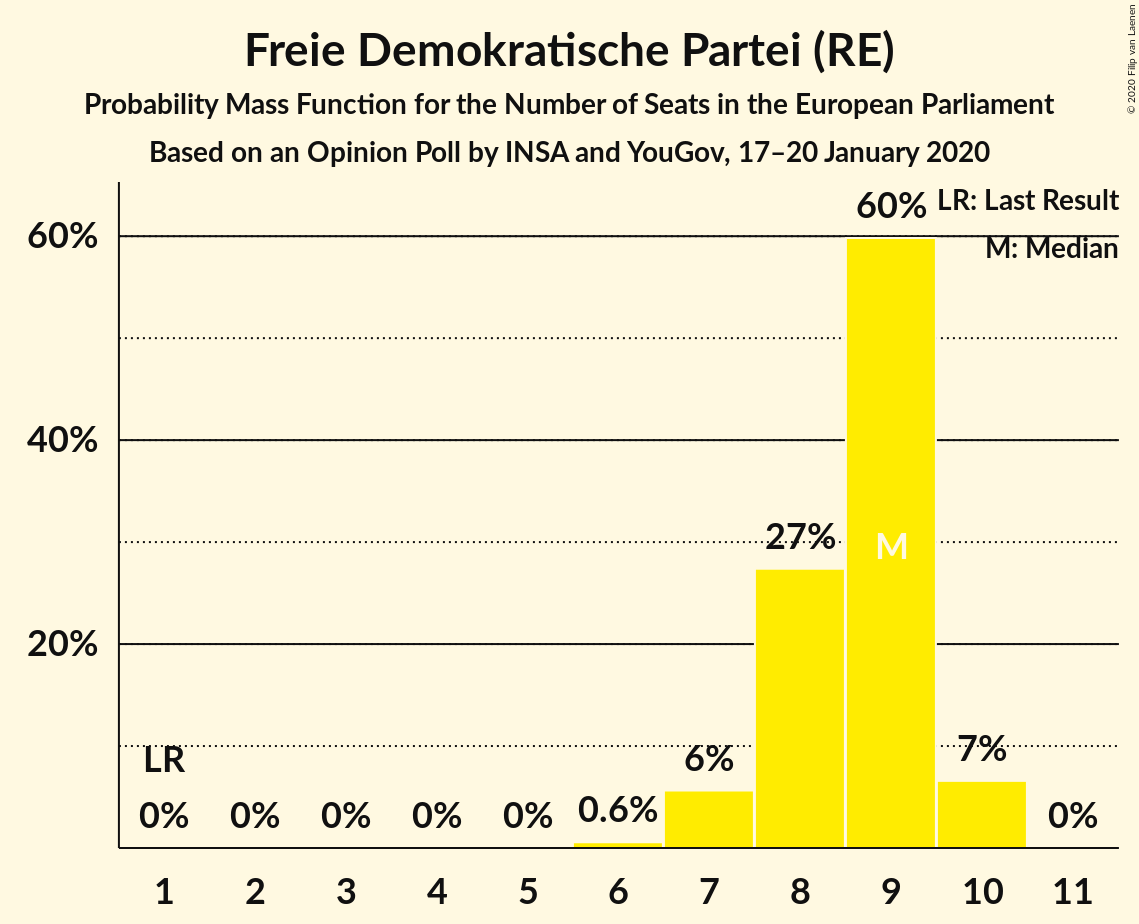 Freie Demokratische Partei (RE)
Probability Mass Function for the Number of Seats in the European Parliament
Based on an Opinion Poll by INSA and YouGov, 17–20 January 2020
© 2020 Filip van Laenen
LR: Last Result
M: Median
60%
40%
20%
LR
0%
0%
0%
0%
0%
0.6%
6%
27%
60%
M
7%
0%
1 2 3 4 5 6 7 8 9 10 11